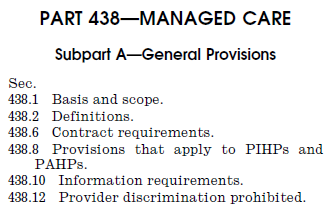 PART 438—MANAGED CARE
Subpart A—General Provisions
Sec.
438.1 Basis and scope.
438.2 Definitions.
438.6 Contract requirements.
438.8 Provisions that apply to PIHPs and
PAHPs.
438.10 Information requirements.
438.12 Provider discrimination prohibited.